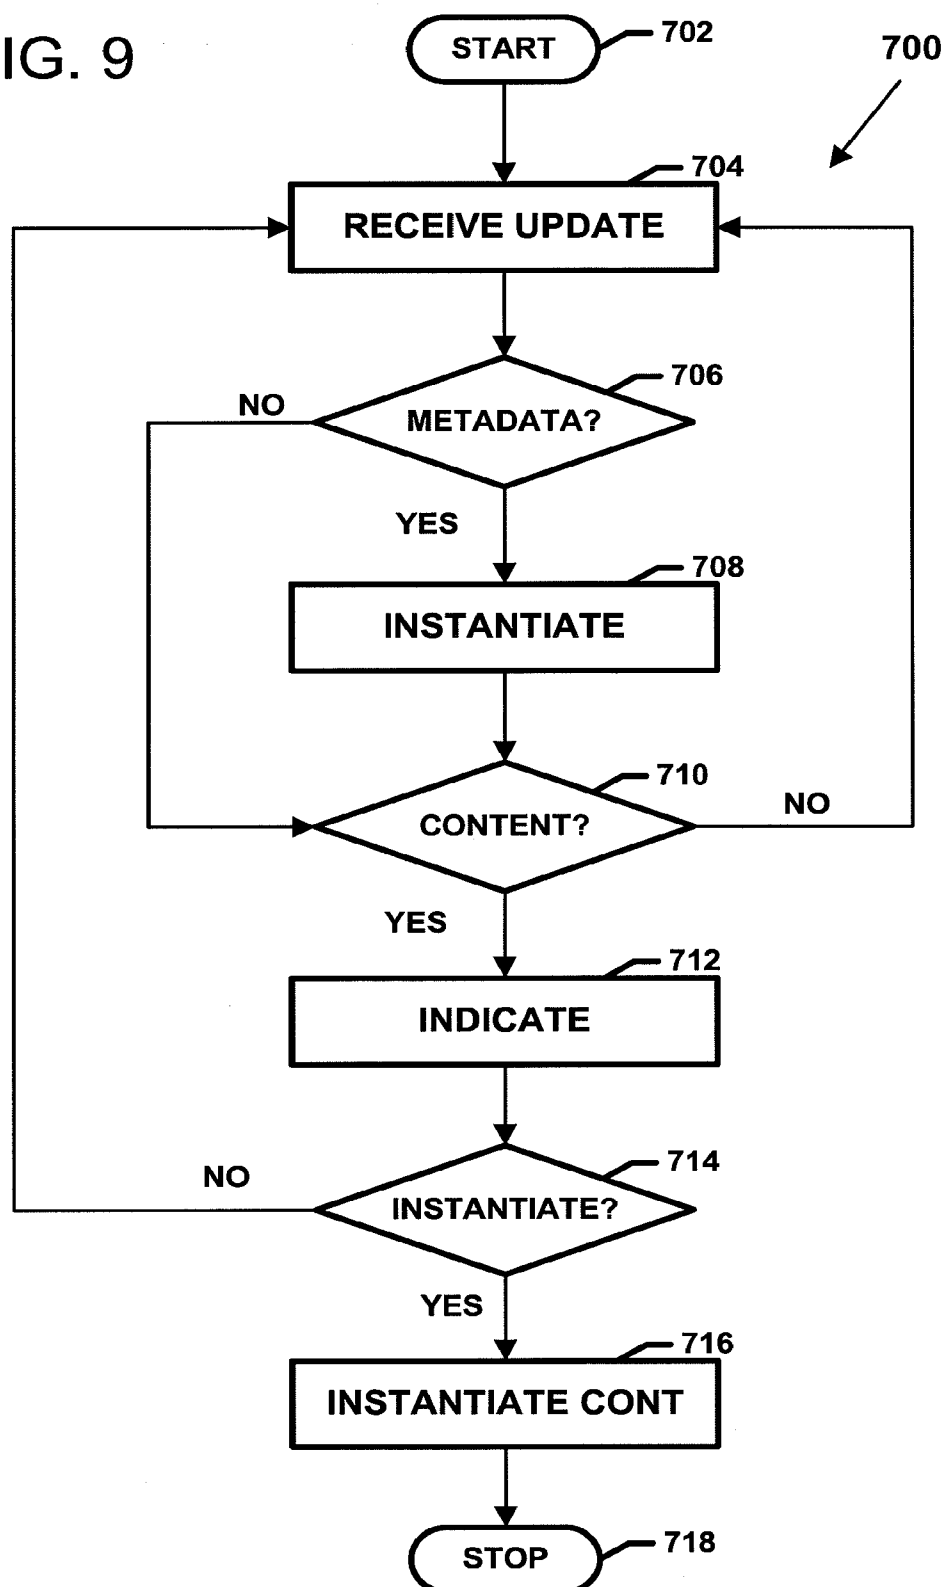 IG. 9
START
702
700
704
RECEIVE UPDATE
706
NO
METADATA?
YES
708
INSTANTIATE
710
NO
CONTENT?
YES
712
INDICATE
714
NO
INSTANTIATE?
YES
716
INSTANTIATE CONT
718
STOP